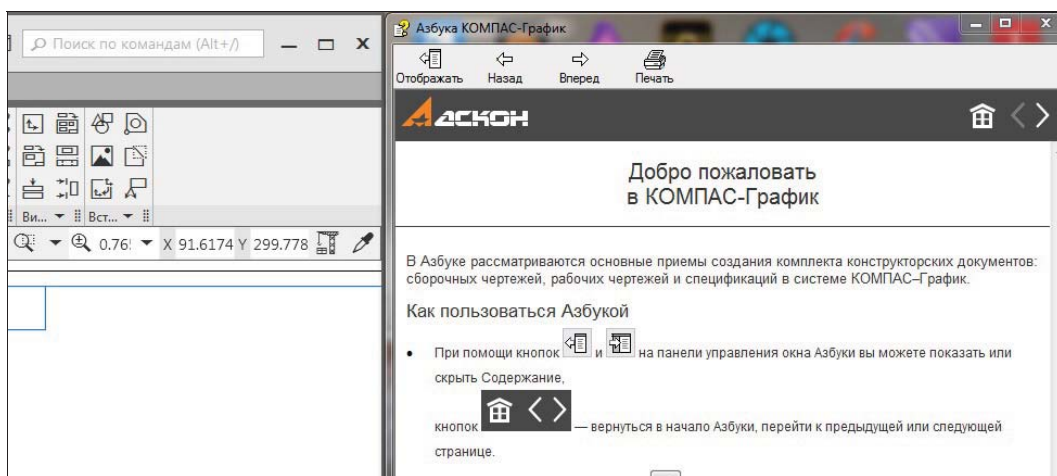 Поиск по командам (Alt+/)
Ви...
Вст...
0.76
X 91.6174 Y 299.778
Азбука КОМПАС-График
Отображать Назад Вперед Печать
АСКОН
Добро пожаловать
в КОМПАС-График
В Азбуке рассматриваются основные приемы создания комплекта конструкторских документов:
сборочных чертежей, рабочих чертежей и спецификаций в системе КОМПАС–График.
Как пользоваться Азбукой
• При помощи кнопок и на панели управления окна Азбуки вы можете показать или
скрыть Содержание,
кнопок — вернуться в начало Азбуки, перейти к предыдущей или следующей
странице.